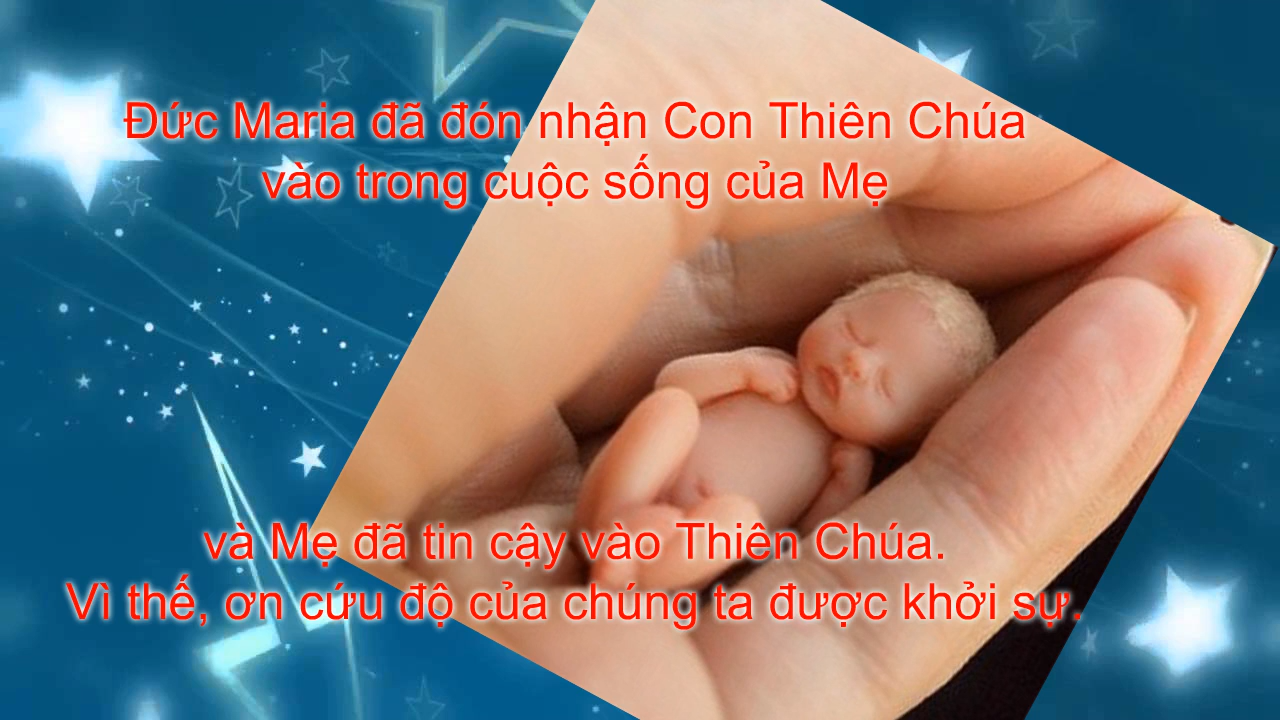 Đức Maria đã đón nhận Con Thiên Chúa
vào trong cuộc sống của Mẹ
và Mẹ đã tin cậy vào Thiên Chúa.
Vì thế, ơn cứu độ của chúng ta được khởi sự.